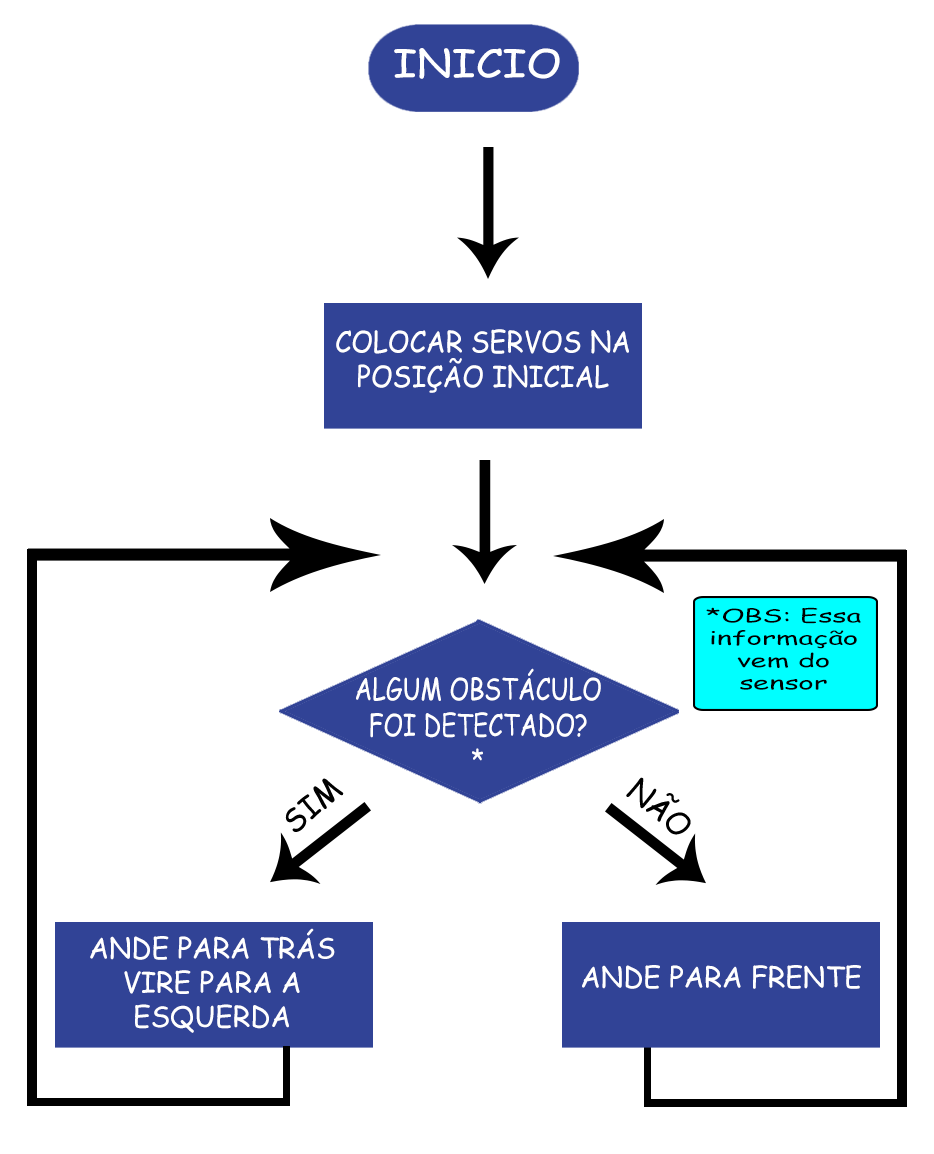 INICIO
COLOCAR SERVOS NA
POSIÇÃO INICIAL
*OBS: Essa
informação
vem do
sensor
ALGUM OBSTÁCULO
FOI DETECTADO?
*
SIM
NÃO
ANDE PARA TRÁS
VIRE PARA A
ESQUERDA
ANDE PARA FRENTE